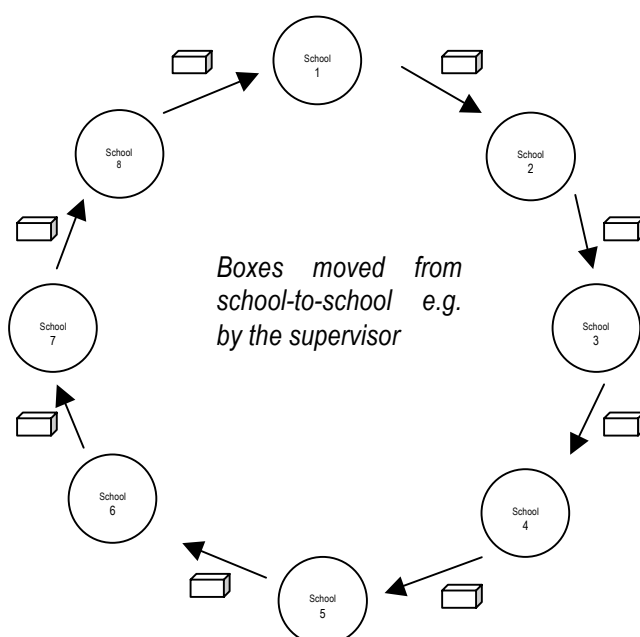 School
1
School
2
School
3
School
4
School
5
School
6
School
7
School
8
Boxes moved from
school-to-school e.g.
by the supervisor